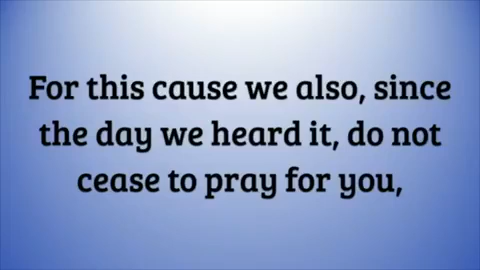 For this cause we also, since
the day we heard it, do not
cease to pray for you,